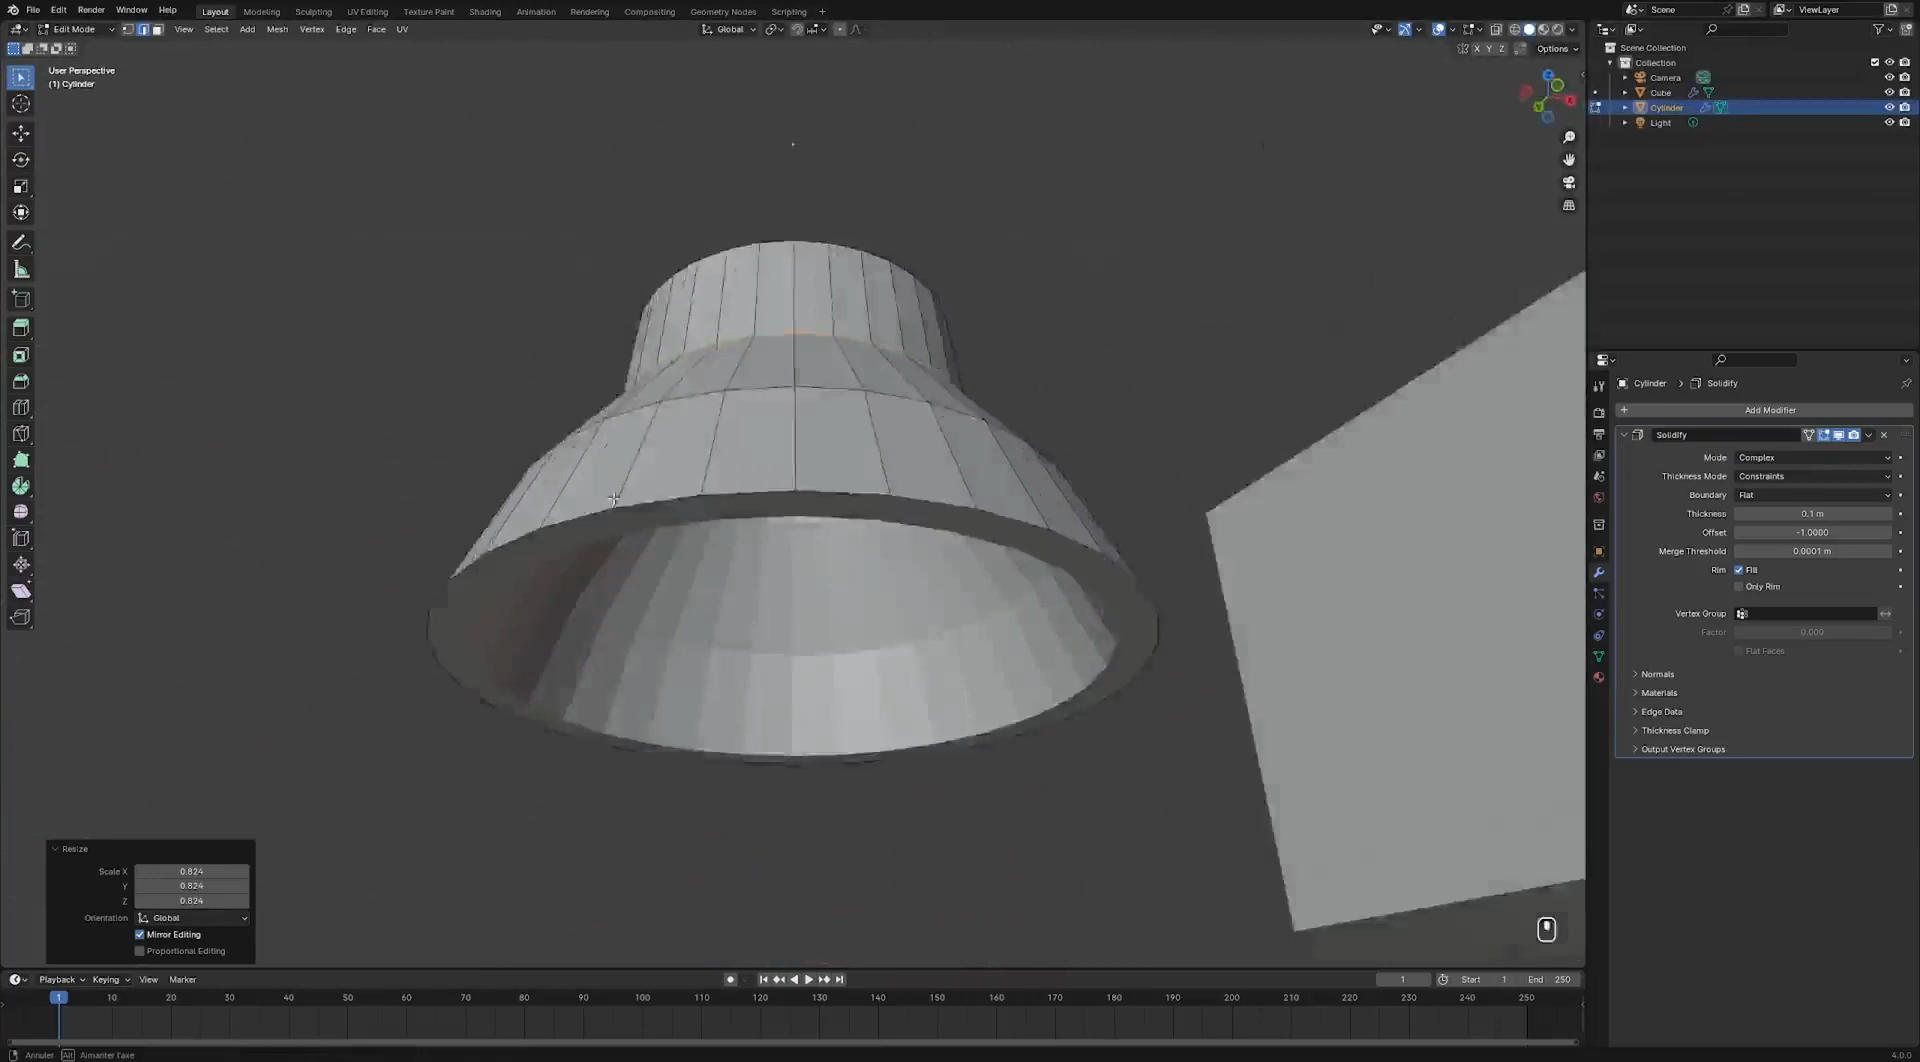 File Edit Render Window Help Layout Modeling Sculpting UV Editing Texture Paint Shading Animation Rendering Compositing Geometry Nodes Scripting + Scene ViewLayer
Edit Mode View Select Add Mesh Vertex Edge Face UV Global
X Y Z Options
User Perspective
(1) Cylinder
Scene Collection
Collection
Camera
Cube
Cylinder
Light
Cylinder > Solidify
+ Add Modifier
Solidify
Mode Complex
Thickness Mode Constraints
Boundary Flat
Thickness 0.1 m
Offset -1.0000
Merge Threshold 0.0001 m
Rim Fill
Only Rim
Vertex Group
Factor 0.000
Flat Faces
Normals
Materials
Edge Data
Thickness Clamp
Output Vertex Groups
Resize
Scale X 0.824
Y 0.824
Z 0.824
Orientation Global
Mirror Editing
Proportional Editing
Playback Keying View Marker 1 Start 1 End 250
1 10 20 30 40 50 60 70 80 90 100 110 120 130 140 150 160 170 180 190 200 210 220 230 240 250
Annuler Alt Aimanter l'axe 4.0.0